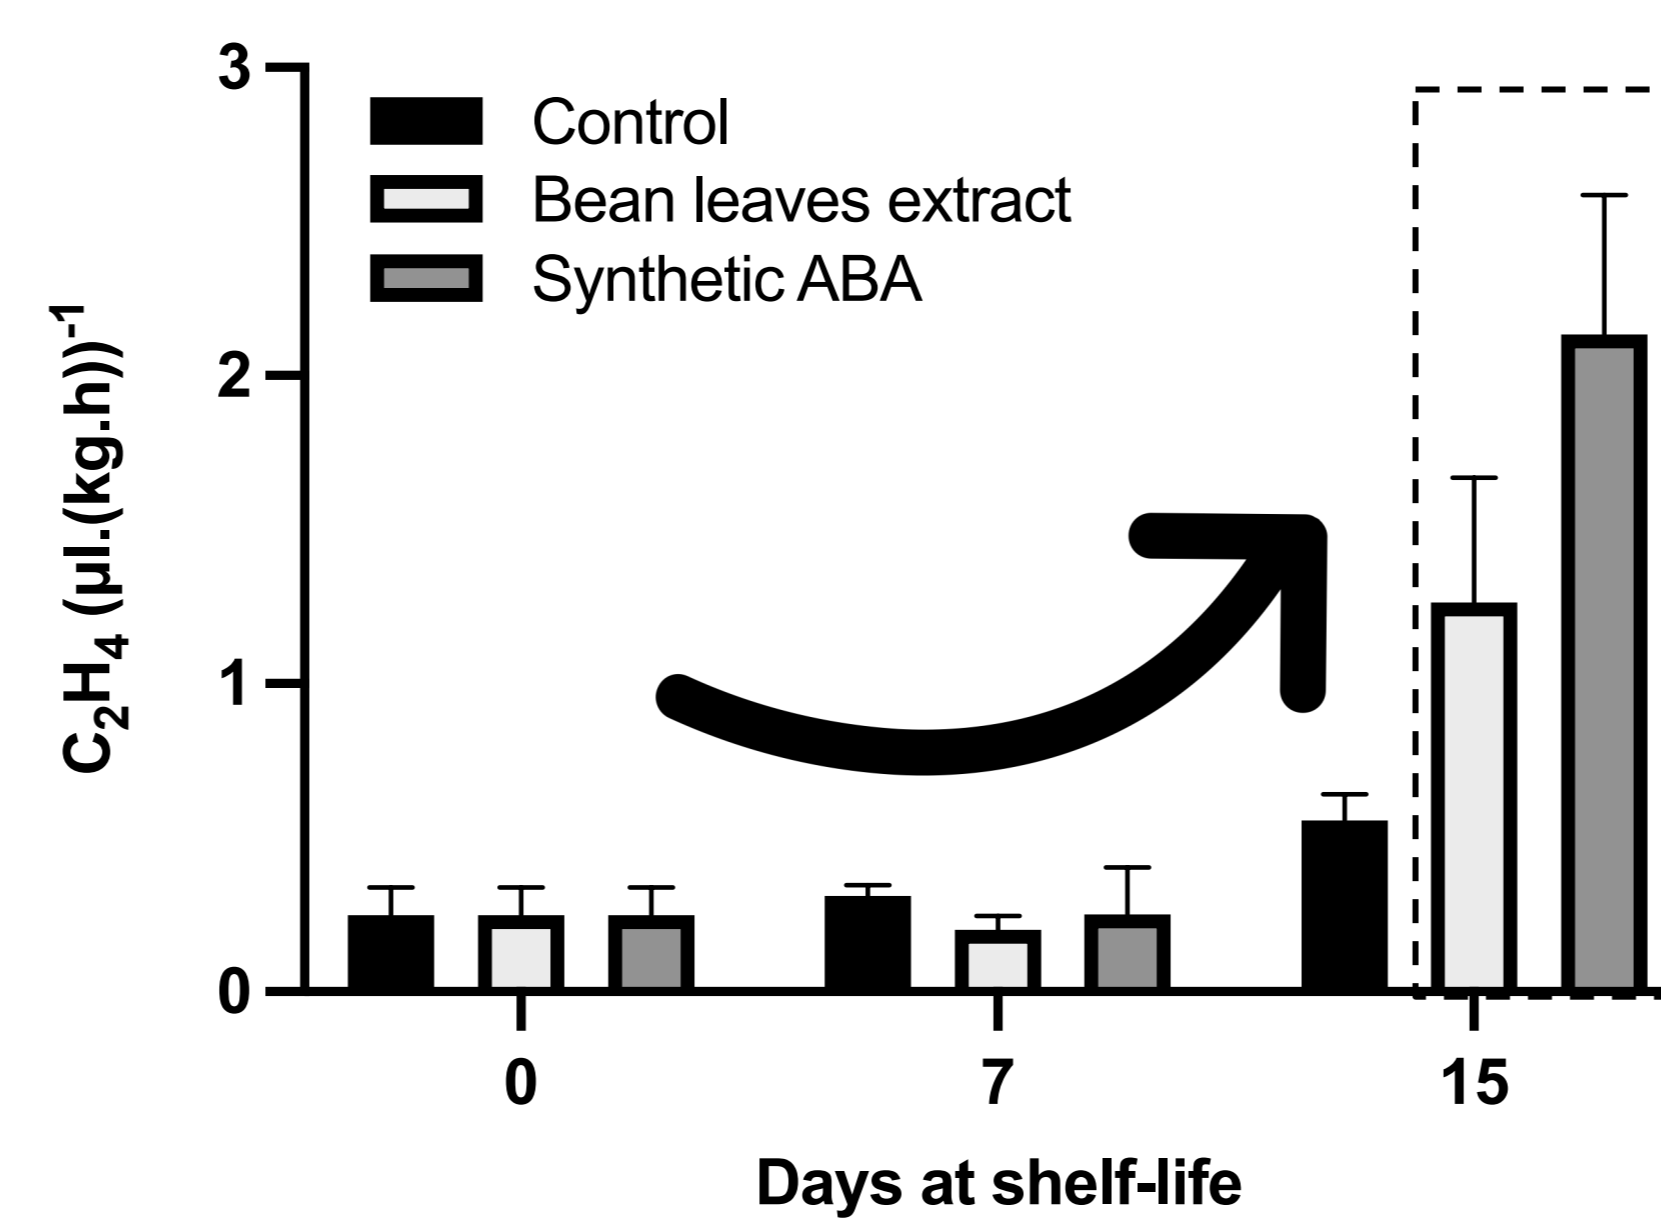 3
2
1
0
Control
Bean leaves extract
Synthetic ABA
C₂H₄ (µl.(kg.h))⁻¹
0 7 15
Days at shelf-life